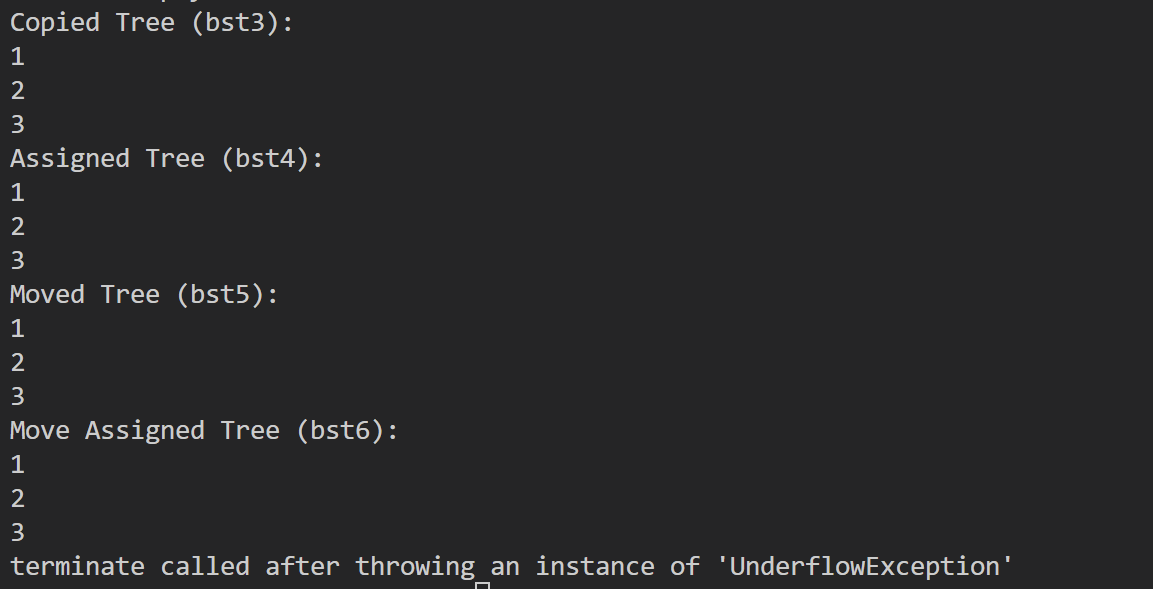 Copied Tree (bst3):
1
2
3
Assigned Tree (bst4):
1
2
3
Moved Tree (bst5):
1
2
3
Move Assigned Tree (bst6):
1
2
3
terminate called after throwing an instance of 'UnderflowException'